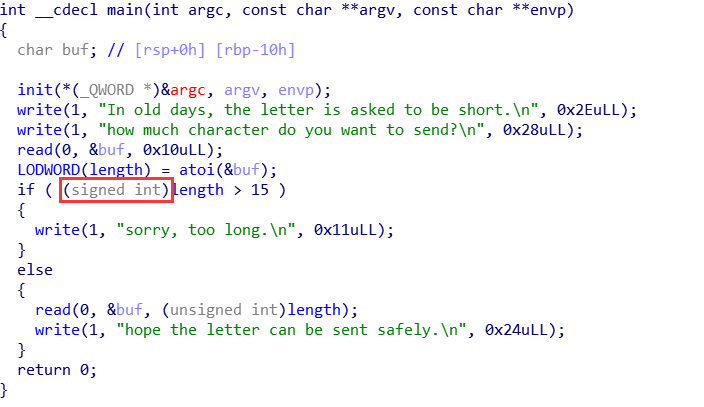 int __cdecl main(int argc, const char **argv, const char **envp)
{
  char buf; // [rsp+0h] [rbp-10h]

  init(*(_QWORD *)&argc, argv, envp);
  write(1, "In old days, the letter is asked to be short.\n", 0x2EuLL);
  write(1, "how much character do you want to send?\n", 0x28uLL);
  read(0, &buf, 0x10uLL);
  LODWORD(length) = atoi(&buf);
  if ( (signed int)length > 15 )
  {
    write(1, "sorry, too long.\n", 0x11uLL);
  }
  else
  {
    read(0, &buf, (unsigned int)length);
    write(1, "hope the letter can be sent safely.\n", 0x24uLL);
  }
  return 0;
}